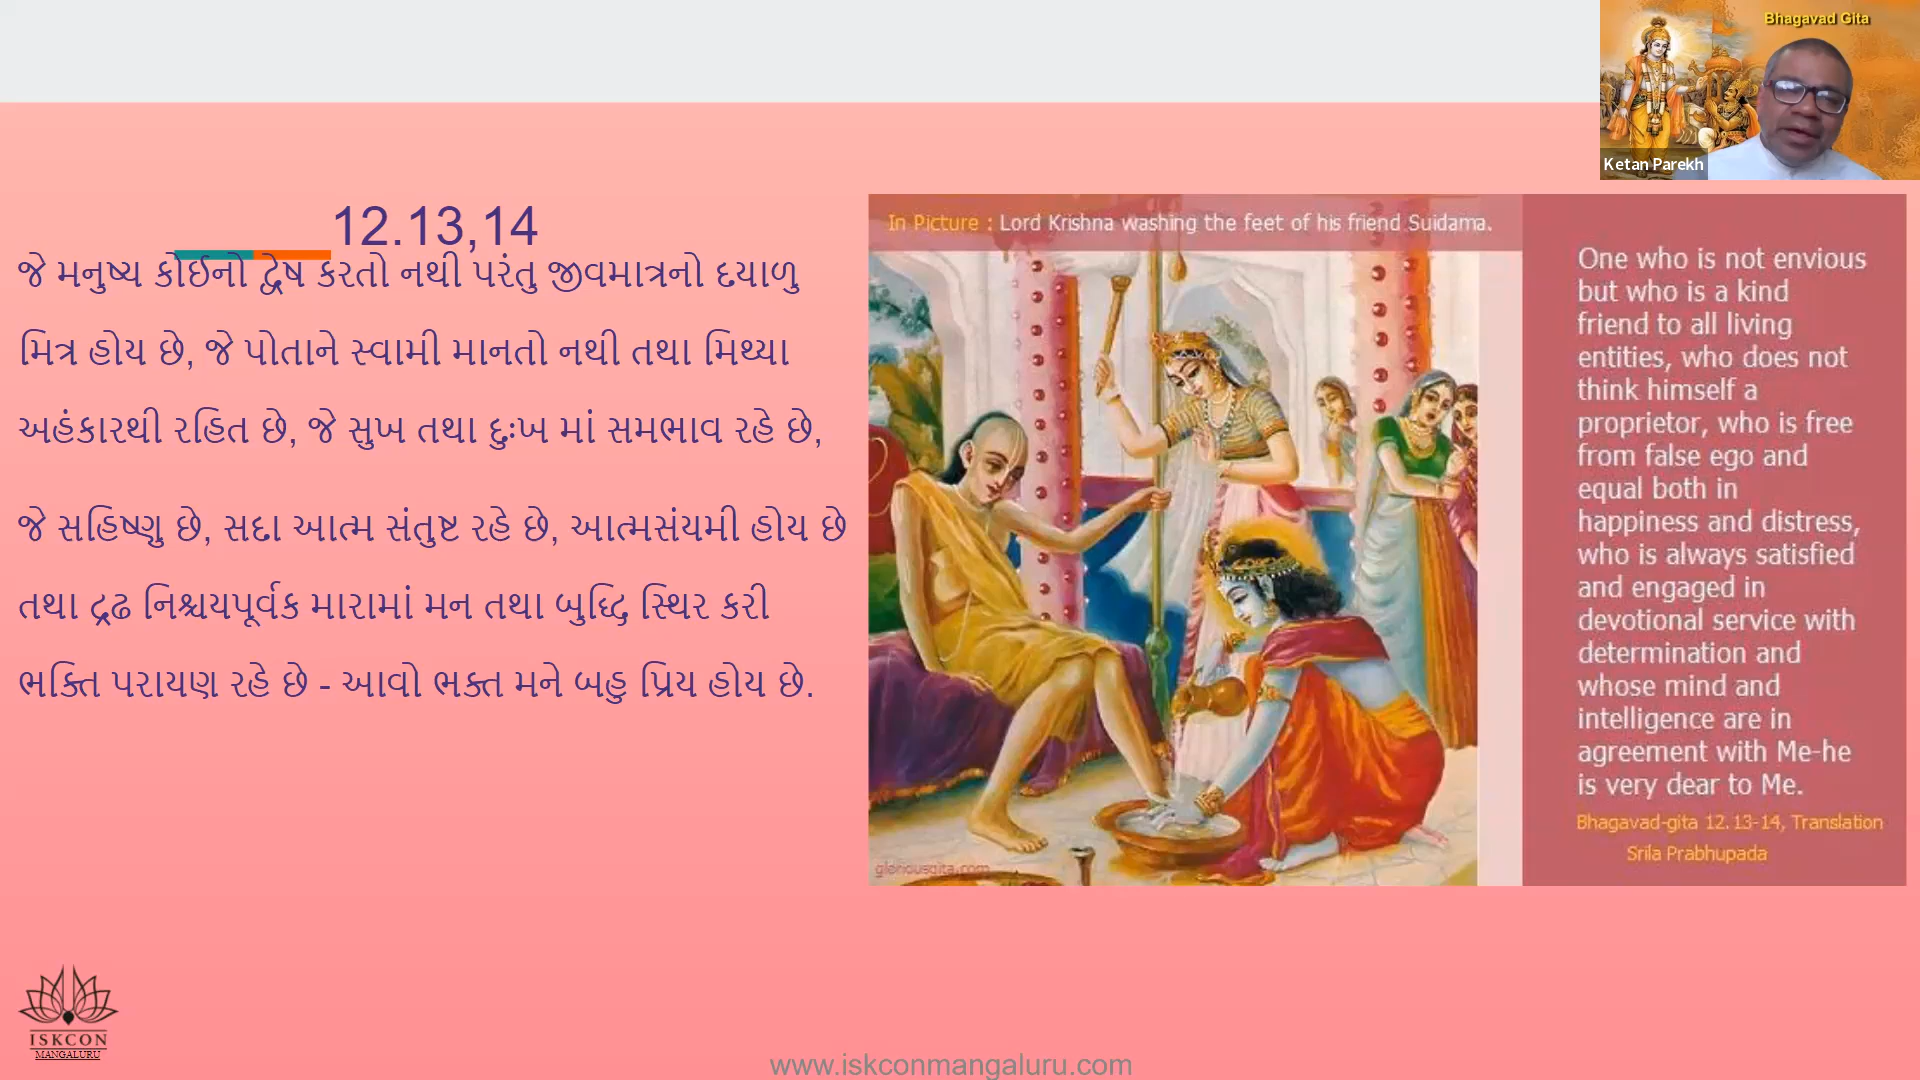 Bhagavad Gita
Ketan Parekh
12.13,14
જે મનુષ્ય કોઈનો દ્વેષ કરતો નથી પરંતુ જીવમાત્રનો દયાળુ
મિત્ર હોય છે, જે પોતાને સ્વામી માનતો નથી તથા મિથ્યા
અહંકારથી રહિત છે, જે સુખ તથા દુઃખ માં સમભાવ રહે છે,
જે સહિષ્ણુ છે, સદા આત્મ સંતુષ્ટ રહે છે, આત્મસંયમી હોય છે
તથા દ્રઢ નિશ્ચયપૂર્વક મારામાં મન તથા બુધ્ધિ સ્થિર કરી
ભક્તિ પરાયણ રહે છે - આવો ભક્ત મને બહુ પ્રિય હોય છે.
In Picture : Lord Krishna washing the feet of his friend Suidama.
One who is not envious
but who is a kind
friend to all living
entities, who does not
think himself a
proprietor, who is free
from false ego and
equal both in
happiness and distress,
who is always satisfied
and engaged in
devotional service with
determination and
whose mind and
intelligence are in
agreement with Me-he
is very dear to Me.
Bhagavad-gita 12.13-14, Translation
Srila Prabhupada
gloriousgita.com
ISKCON
MANGALURU
www.iskconmangaluru.com